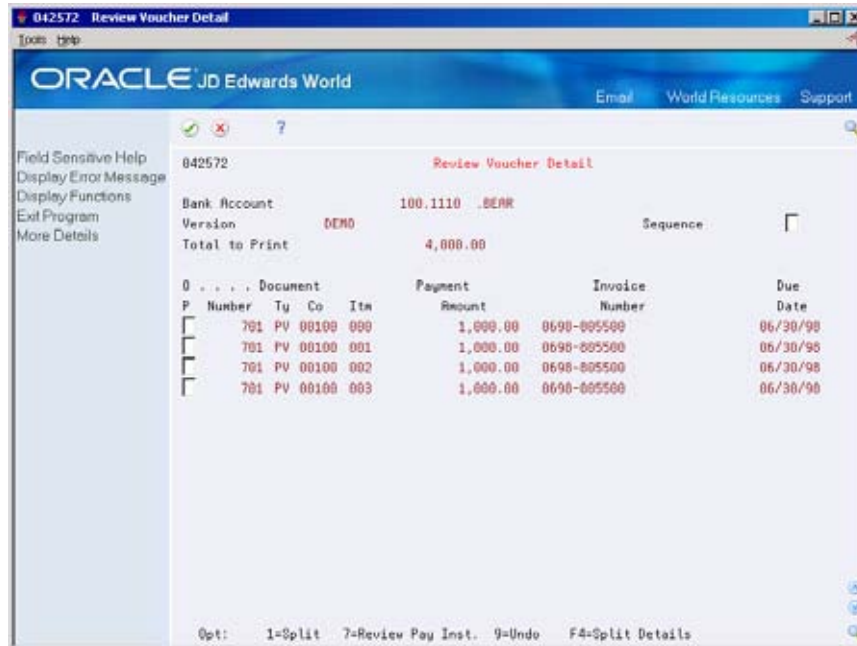 042572 Review Voucher Detail
Tools Help
ORACLE JD Edwards World
Email World Resources Support
Field Sensitive Help
Display Error Message
Display Functions
Exit Program
More Details
042572 Review Voucher Detail
Bank Account 100.1110 .BEAR
Version DEMO Sequence
Total to Print 4,000.00
O . . . . Document Payment Invoice Due
P Number Ty Co Itm Amount Number Date
701 PV 00100 000 1,000.00 0698-805500 06/30/98
701 PV 00100 001 1,000.00 0698-805500 06/30/98
701 PV 00100 002 1,000.00 0698-805500 06/30/98
701 PV 00100 003 1,000.00 0698-805500 06/30/98
Opt: 1=Split 7=Review Pay Inst. 9=Undo F4=Split Details